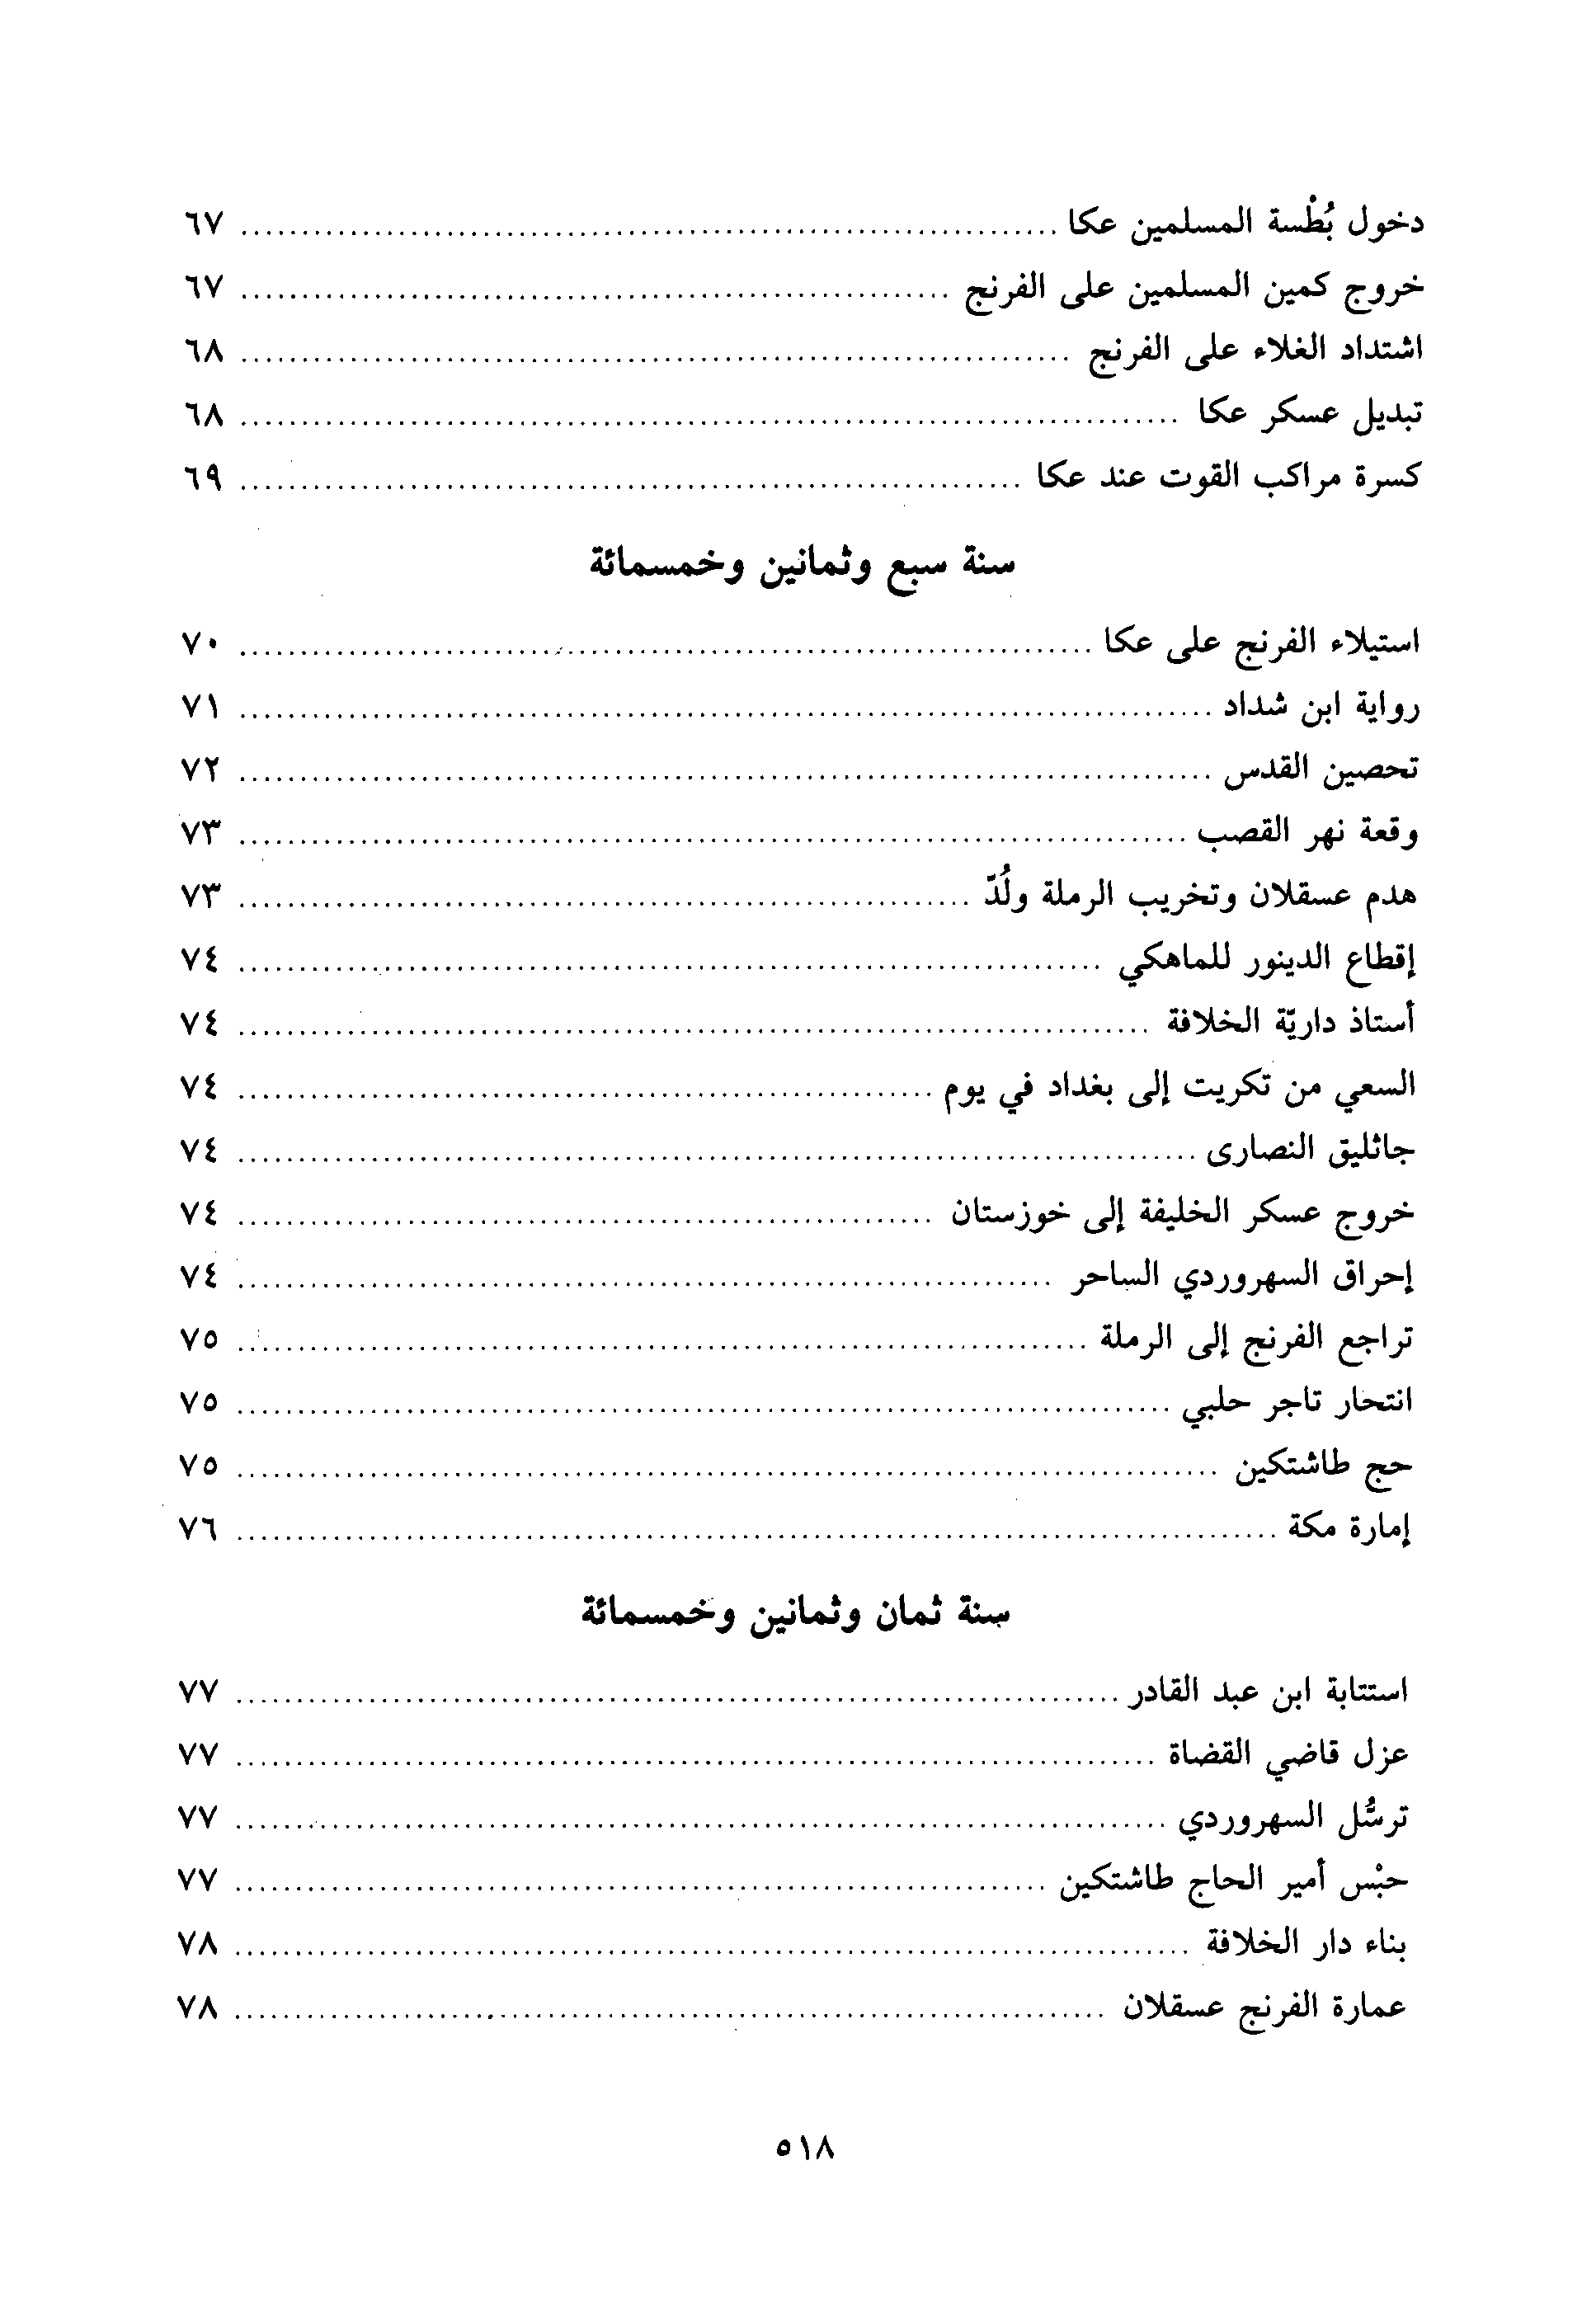 دخول بُطْسة المسلمين عكا ........ ٦٧
خروج كمين المسلمين على الفرنج ........ ٦٧
اشتداد الغلاء على الفرنج ........ ٦٨
تبديل عسكر عكا ........ ٦٨
كسرة مراكب القوت عند عكا ........ ٦٩
سنة سبع وثمانين وخمسمائة
استيلاء الفرنج على عكا ........ ٧٠
رواية ابن شداد ........ ٧١
تحصين القدس ........ ٧٢
وقعة نهر القصب ........ ٧٣
هدم عسقلان وتخريب الرملة ولُدّ ........ ٧٣
إقطاع الدينور للماهكي ........ ٧٤
أستاذ داريّة الخلافة ........ ٧٤
السعي من تكريت إلى بغداد في يوم ........ ٧٤
جاثليق النصارى ........ ٧٤
خروج عسكر الخليفة إلى خوزستان ........ ٧٤
إحراق السهروردي الساحر ........ ٧٤
تراجع الفرنج إلى الرملة ........ ٧٥
انتحار تاجر حلبي ........ ٧٥
حج طاشتكين ........ ٧٥
إمارة مكة ........ ٧٦
سنة ثمان وثمانين وخمسمائة
استتابة ابن عبد القادر ........ ٧٧
عزل قاضي القضاة ........ ٧٧
ترسُّل السهروردي ........ ٧٧
حبْس أمير الحاج طاشتكين ........ ٧٧
بناء دار الخلافة ........ ٧٨
عمارة الفرنج عسقلان ........ ٧٨
٥١٨